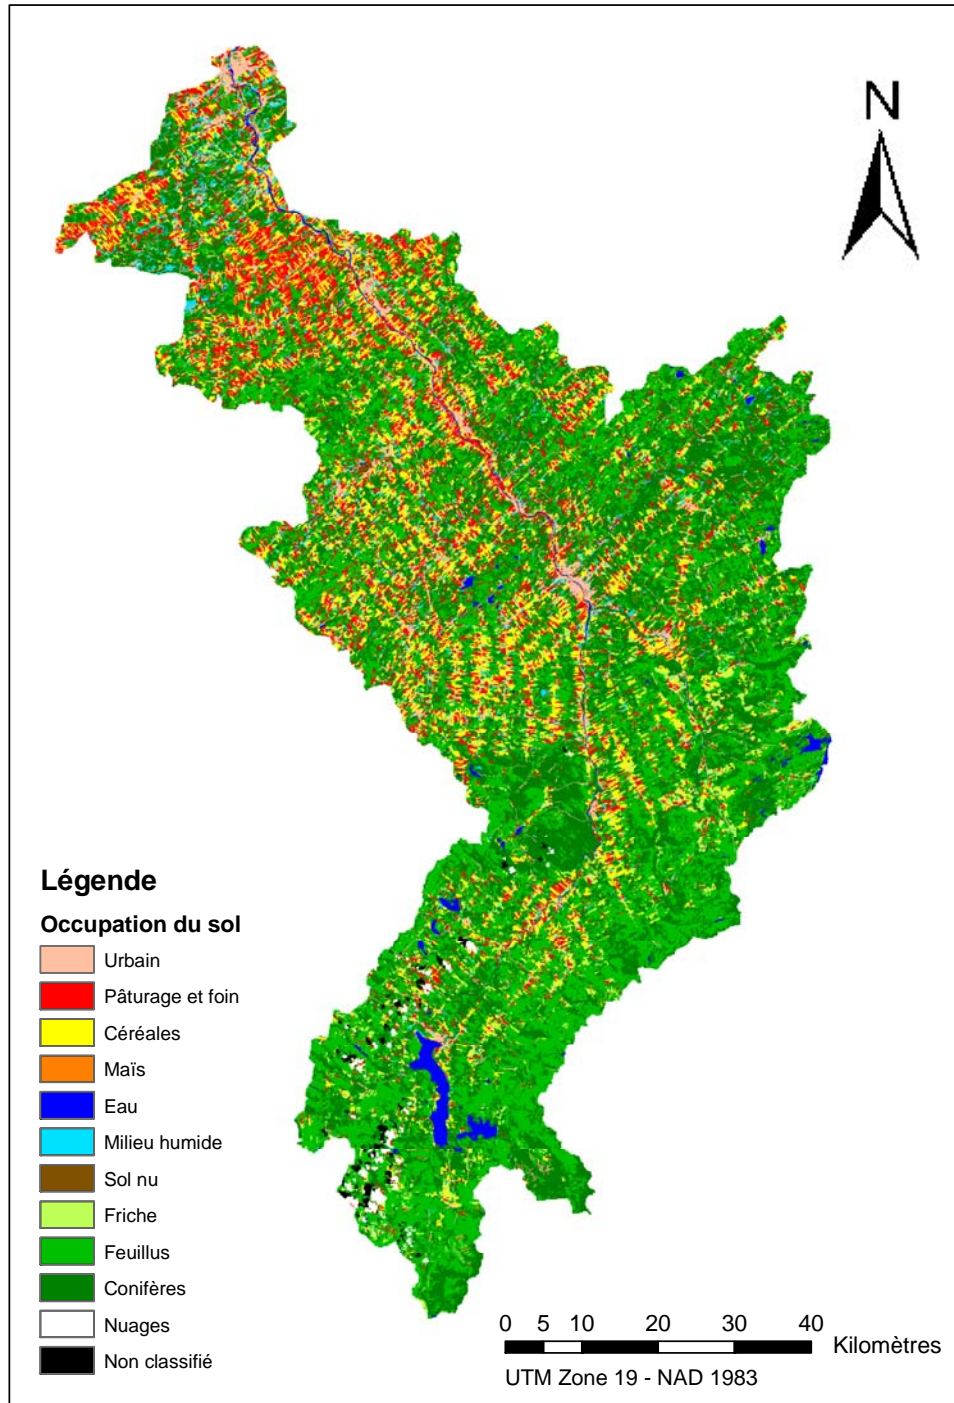 N
Légende
Occupation du sol
Urbain
Pâturage et foin
Céréales
Maïs
Eau
Milieu humide
Sol nu
Friche
Feuillus
Conifères
Nuages
Non classifié
0 5 10 20 30 40
Kilomètres
UTM Zone 19 - NAD 1983